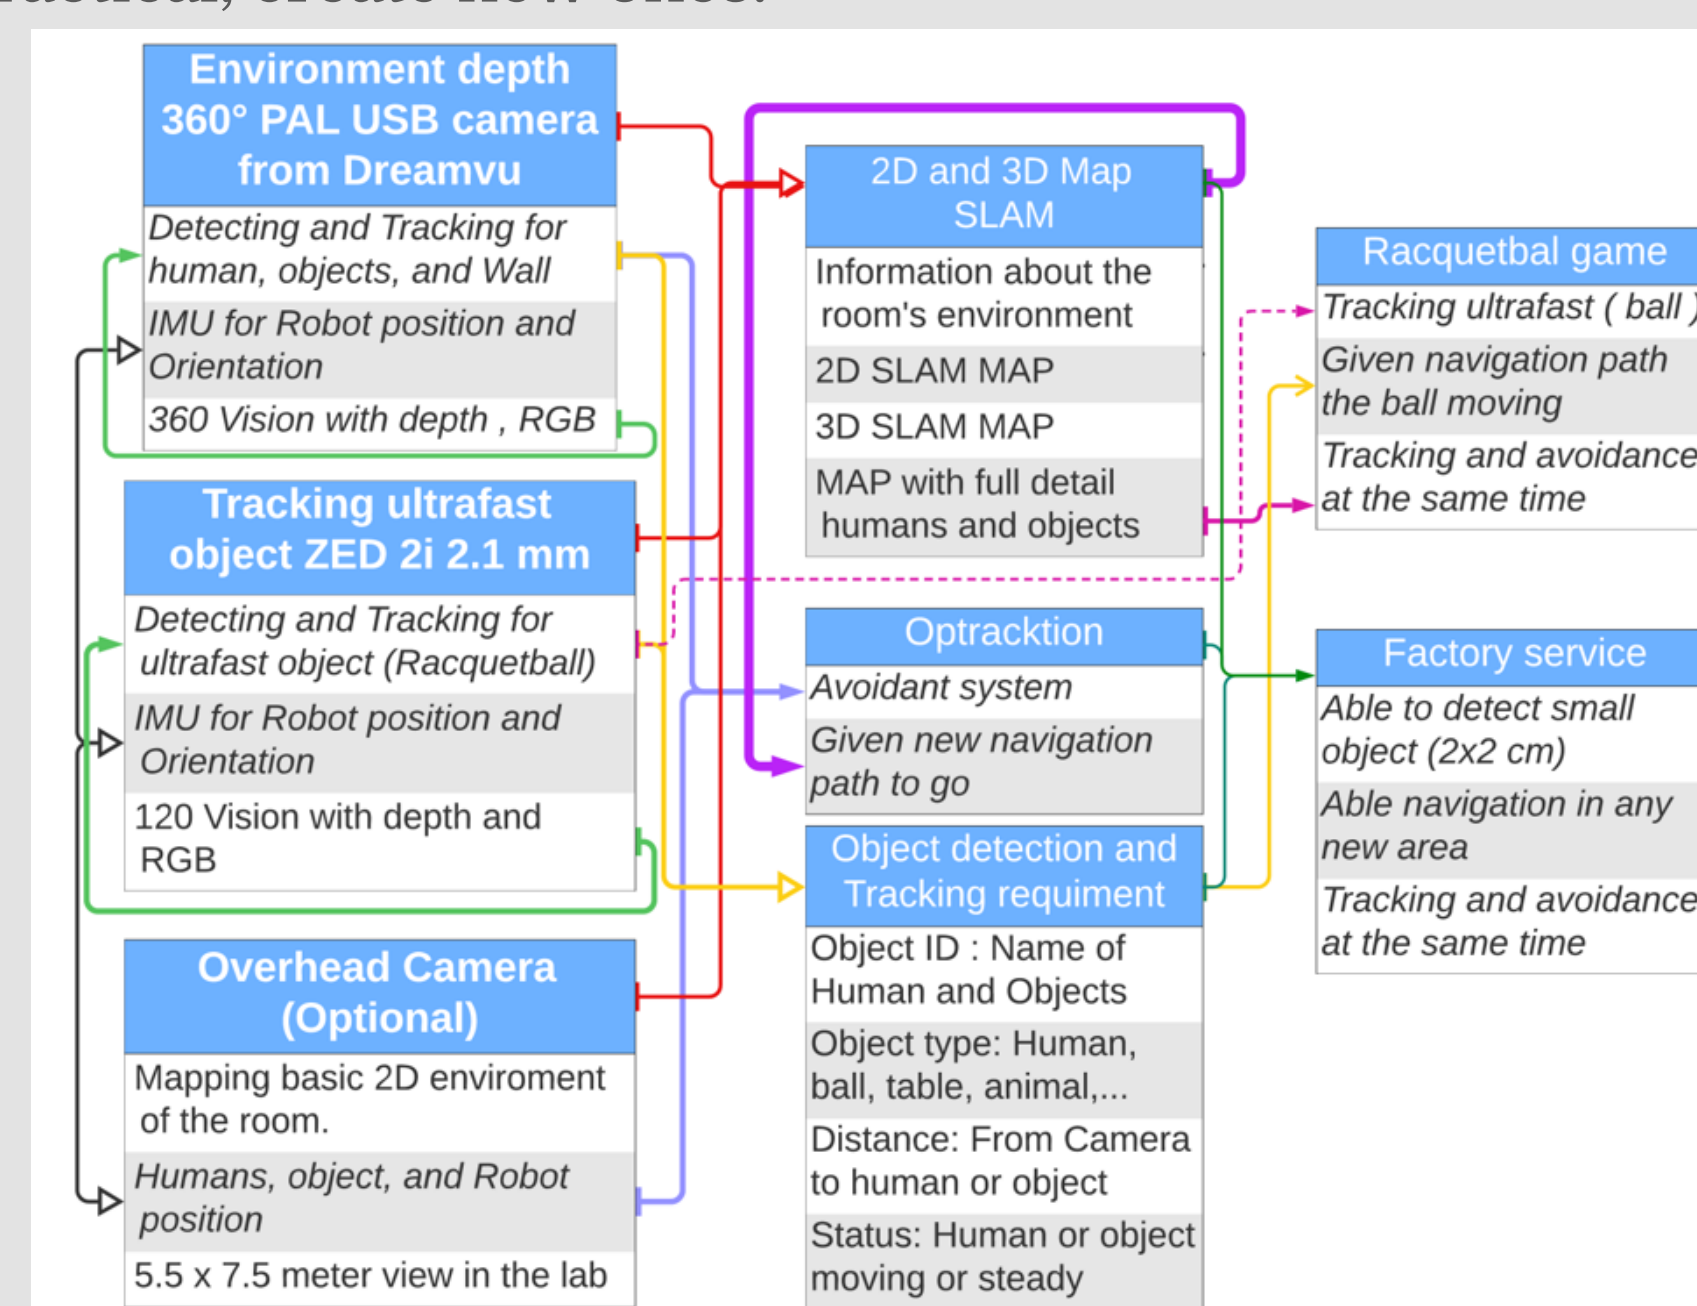 create new ones.
Environment depth
360° PAL USB camera
from Dreamvu
Detecting and Tracking for
human, objects, and Wall
IMU for Robot position and
Orientation
360 Vision with depth , RGB
Tracking ultrafast
object ZED 2i 2.1 mm
Detecting and Tracking for
ultrafast object (Racquetball)
IMU for Robot position and
Orientation
120 Vision with depth and
RGB
Overhead Camera
(Optional)
Mapping basic 2D enviroment
of the room.
Humans, object, and Robot
position
5.5 x 7.5 meter view in the lab
2D and 3D Map
SLAM
Information about the
room's environment
2D SLAM MAP
3D SLAM MAP
MAP with full detail
humans and objects
Optracktion
Avoidant system
Given new navigation
path to go
Object detection and
Tracking requiment
Object ID : Name of
Human and Objects
Object type: Human,
ball, table, animal,...
Distance: From Camera
to human or object
Status: Human or object
moving or steady
Racquetbal game
Tracking ultrafast ( ball )
Given navigation path
the ball moving
Tracking and avoidance
at the same time
Factory service
Able to detect small
object (2x2 cm)
Able navigation in any
new area
Tracking and avoidance
at the same time